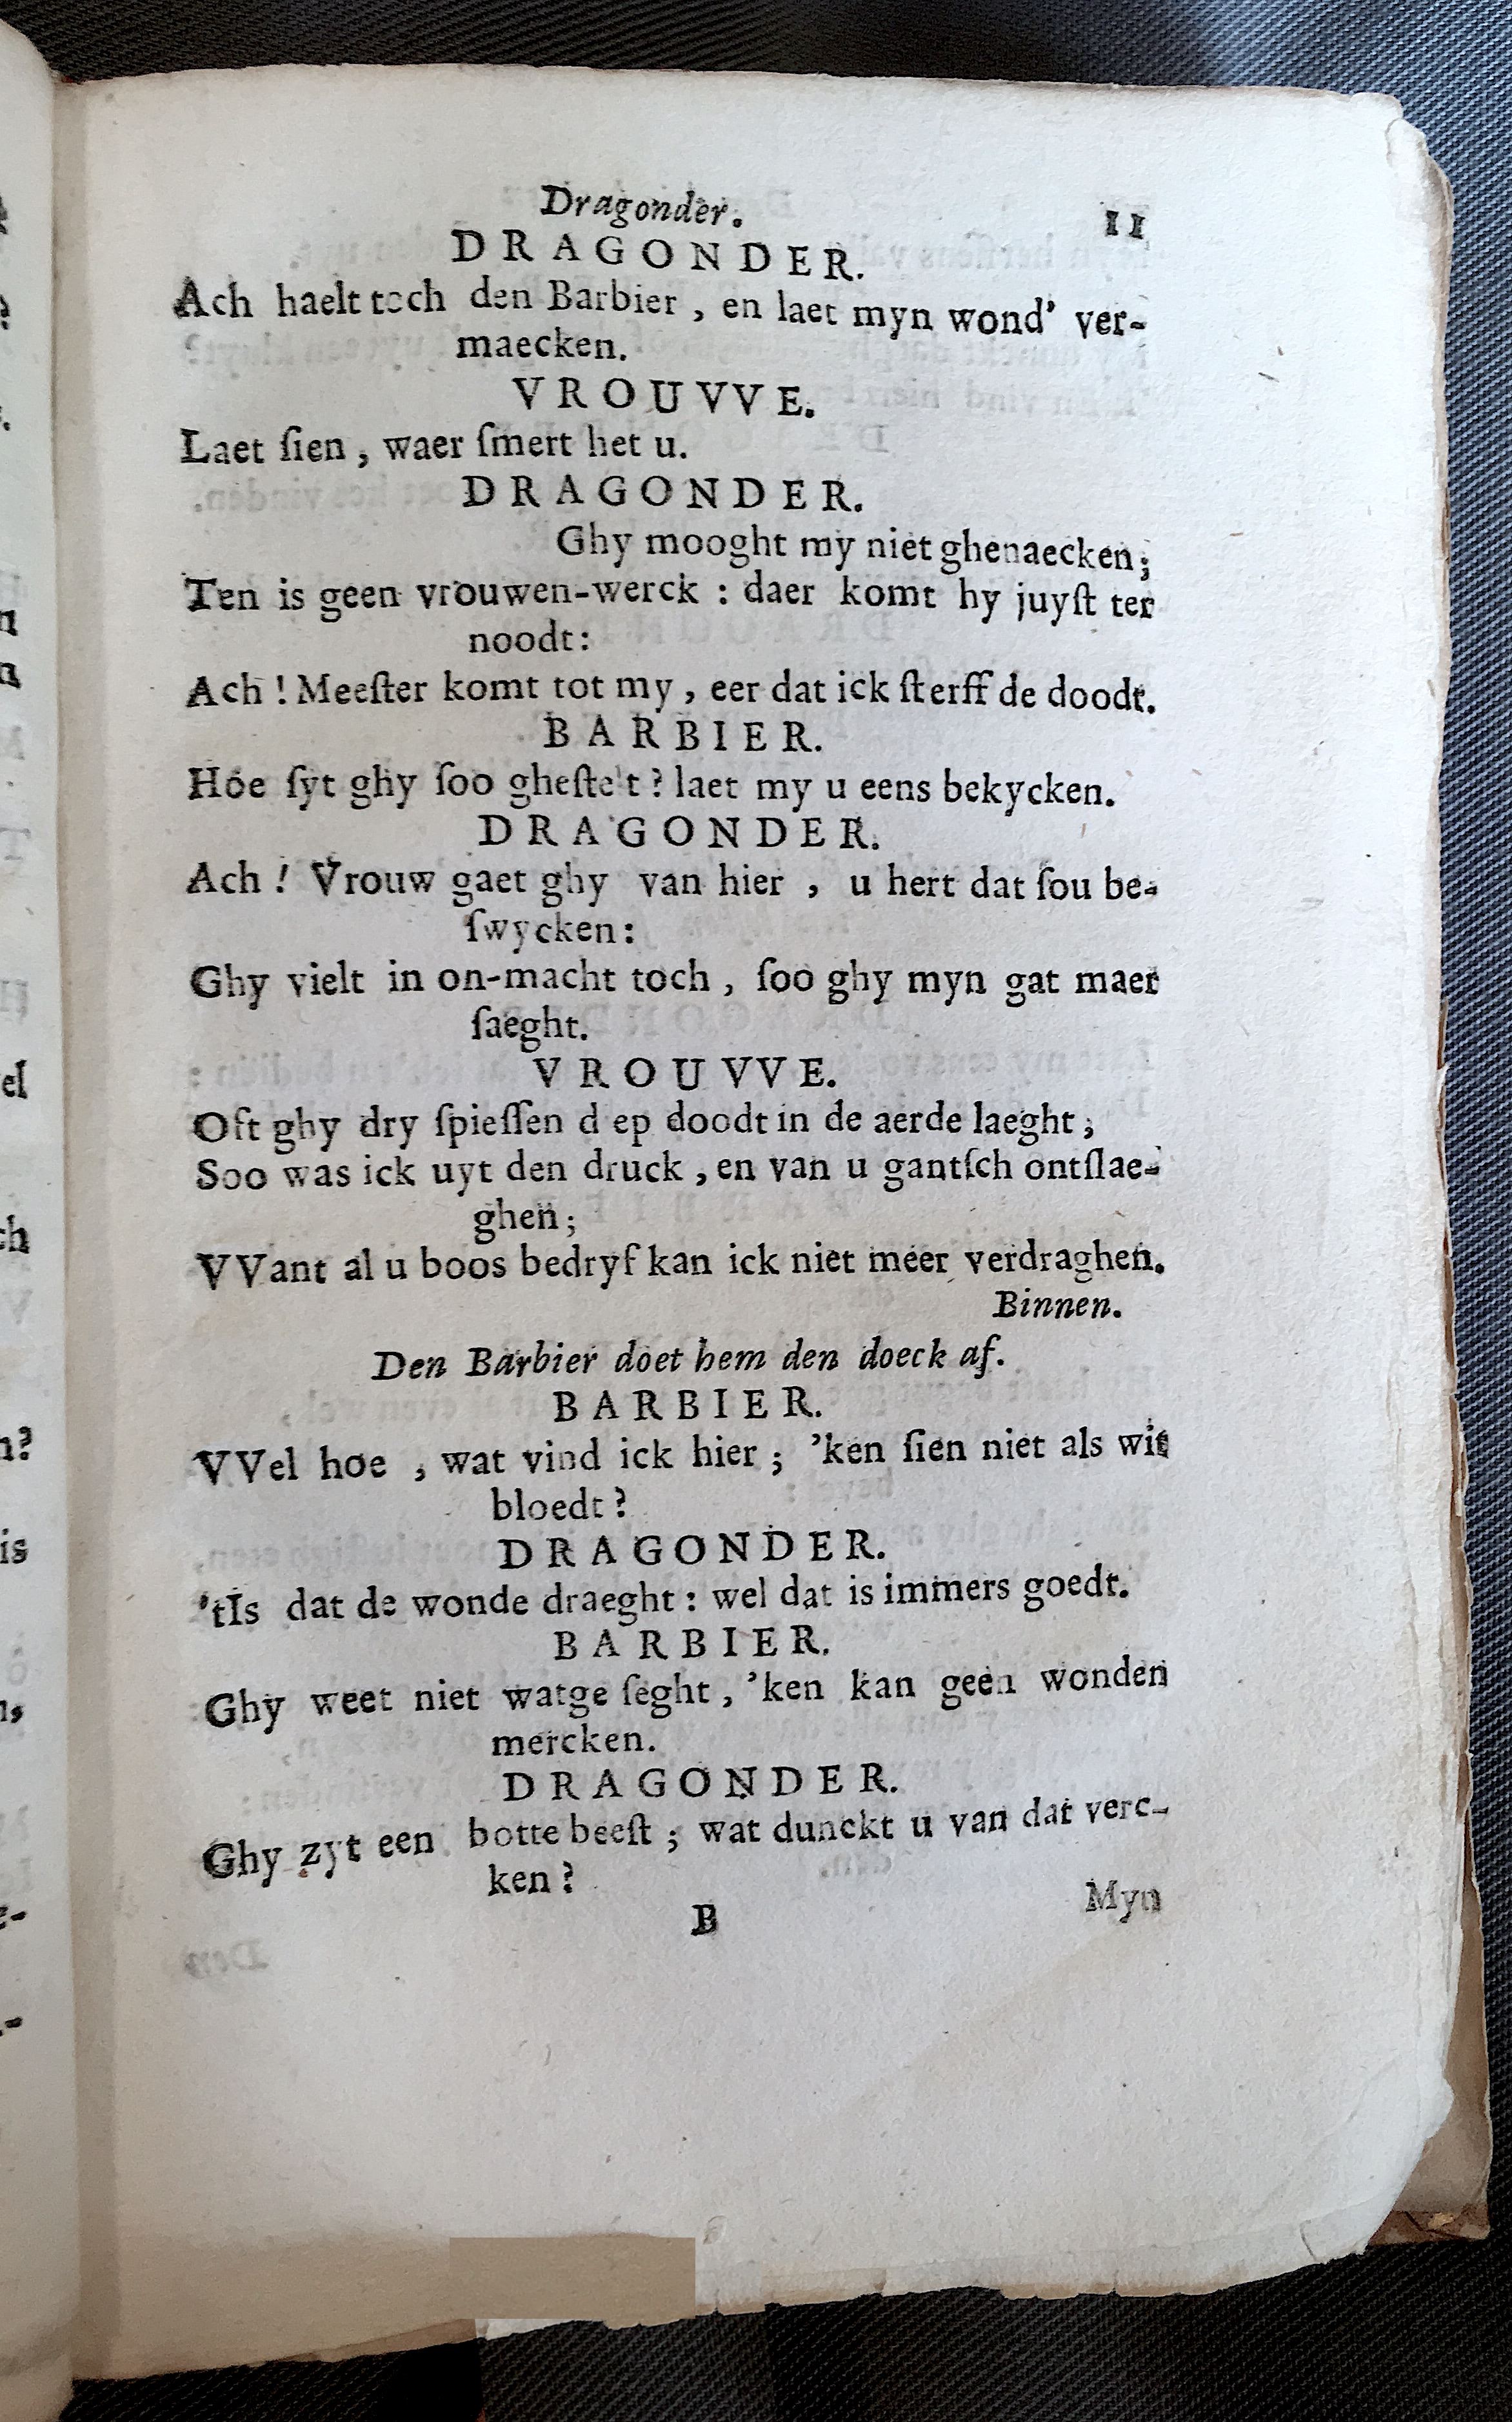 Dragonder. 11
DRAGONDER.
Ach haelt toch den Barbier, en laet myn wond' ver-
maecken.
VROUVVE.
Laet ſien, waer ſmert het u.
DRAGONDER.
Ghy mooght my niet ghenaecken;
Ten is geen vrouwen-werck : daer komt hy juyſt ter
noodt:
Ach ! Meeſter komt tot my, eer dat ick ſterff de doodt.
BARBIER.
Hoe ſyt ghy ſoo gheſtelt ? laet my u eens bekycken.
DRAGONDER.
Ach ! Vrouw gaet ghy van hier, u hert dat ſou be-
ſwycken:
Ghy vielt in on-macht toch, ſoo ghy myn gat maer
ſaeght.
VROUVVE.
Oft ghy dry ſpieſſen d ep doodt in de aerde laeght;
Soo was ick uyt den druck, en van u gantſch ontſlae-
ghen;
VVant al u boos bedryf kan ick niet meer verdraghen.
Binnen.
Den Barbier doet hem den doeck af.
BARBIER.
VVel hoe, wat vind ick hier; 'ken ſien niet als wit
bloedt ?
DRAGONDER.
'tIs dat de wonde draeght : wel dat is immers goedt.
BARBIER.
Ghy weet niet watge ſeght, 'ken kan geen wonden
mercken.
DRAGONDER.
Ghy zyt een botte beeſt; wat dunckt u van dat verc-
ken ?
B Myn